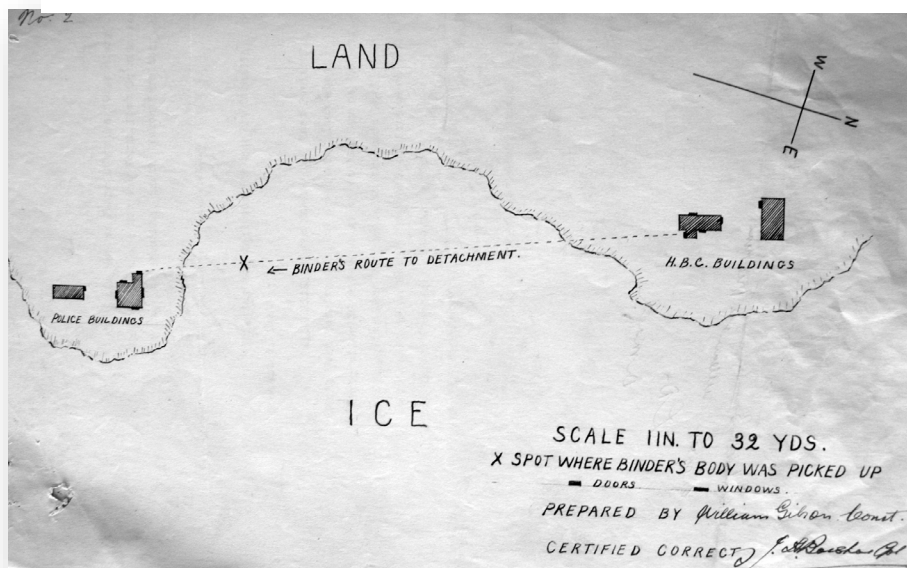 No. 2
LAND
W
N
E
← BINDER'S ROUTE TO DETACHMENT.
X
H.B.C. BUILDINGS
POLICE BUILDINGS
ICE
SCALE 1IN. TO 32 YDS.
X SPOT WHERE BINDER'S BODY WAS PICKED UP
DOORS. WINDOWS.
PREPARED BY William Gibson. Const.
CERTIFIED CORRECT